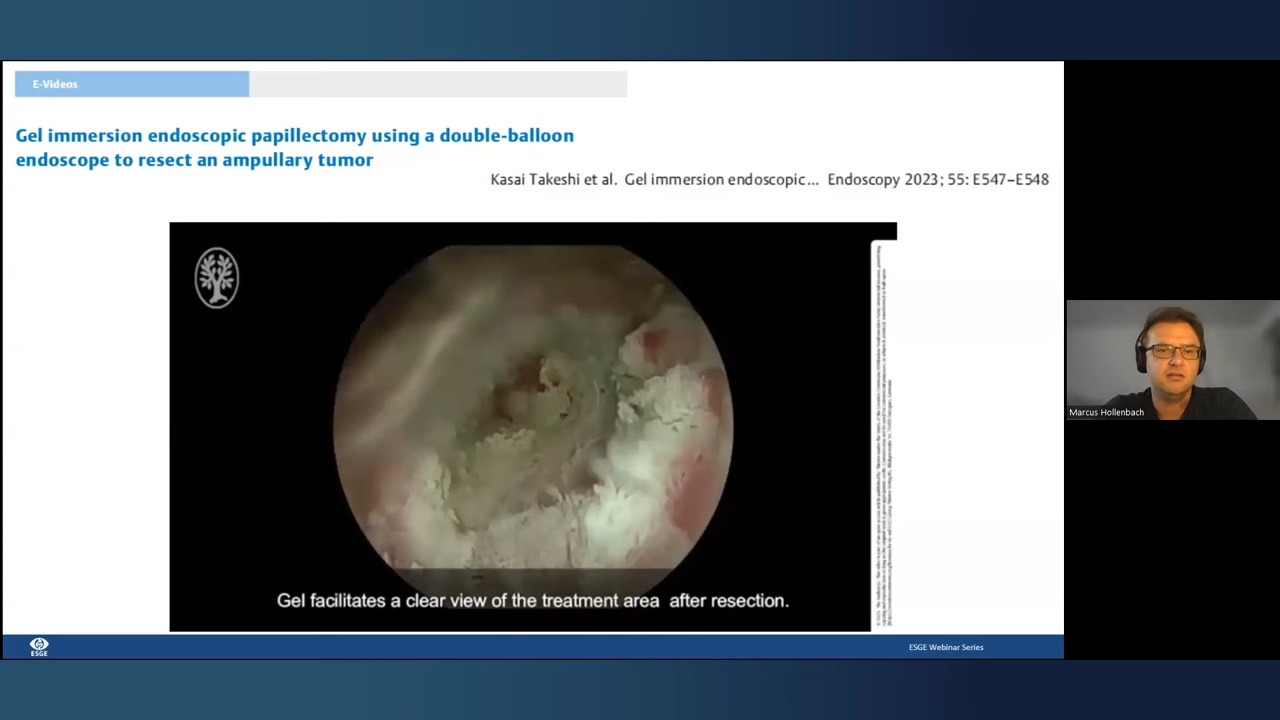 E-Videos
Gel immersion endoscopic papillectomy using a double-balloon
endoscope to resect an ampullary tumor
Kasai Takeshi et al. Gel immersion endoscopic... Endoscopy 2023; 55: E547–E548
Gel facilitates a clear view of the treatment area after resection.
Marcus Hollenbach
ESGE
ESGE Webinar Series